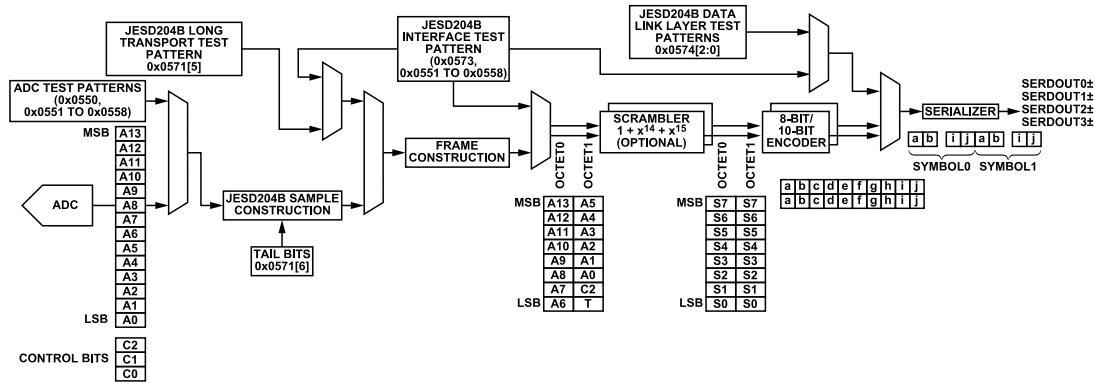 JESD204B LONG
TRANSPORT TEST
PATTERN
0x0571[5]
JESD204B
INTERFACE TEST
PATTERN
(0x0573,
0x0551 TO 0x0558)
JESD204B DATA
LINK LAYER TEST
PATTERNS
0x0574[2:0]
ADC TEST PATTERNS
(0x0550,
0x0551 TO 0x0558)
MSB A13
A12
A11
A10
A9
A8
A7
A6
A5
A4
A3
A2
A1
LSB A0
CONTROL BITS
C2
C1
C0
ADC
JESD204B SAMPLE
CONSTRUCTION
TAIL BITS
0x0571[6]
FRAME
CONSTRUCTION
SCRAMBLER
1 + x14 + x15
(OPTIONAL)
8-BIT/
10-BIT
ENCODER
SERIALIZER
SERDOUT0±
SERDOUT1±
SERDOUT2±
SERDOUT3±
a b i j a b i j
SYMBOL0 SYMBOL1
a b c d e f g h i j
a b c d e f g h i j
OCTET0 OCTET1
MSB A13 A5
A12 A4
A11 A3
A10 A2
A9 A1
A8 A0
A7 C2
LSB A6 T
OCTET0 OCTET1
MSB S7 S7
S6 S6
S5 S5
S4 S4
S3 S3
S2 S2
S1 S1
LSB S0 S0